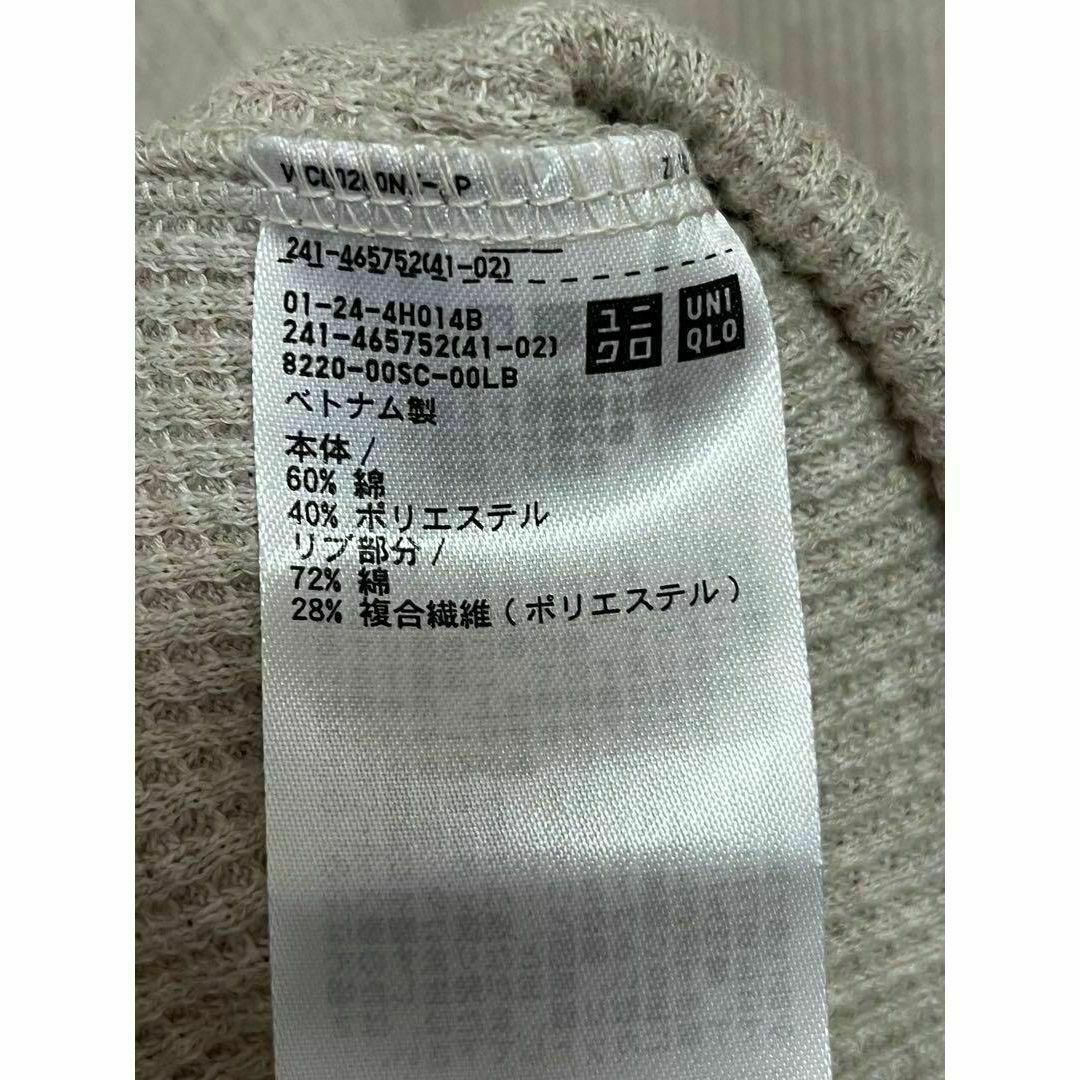 241-465752(41-02)
01-24-4H014B
241-465752(41-02)
8220-00SC-00LB
ベトナム製
本体/
60% 綿
40% ポリエステル
リブ部分/
72% 綿
28% 複合繊維(ポリエステル)
ユニ
クロ
UNI
QLO